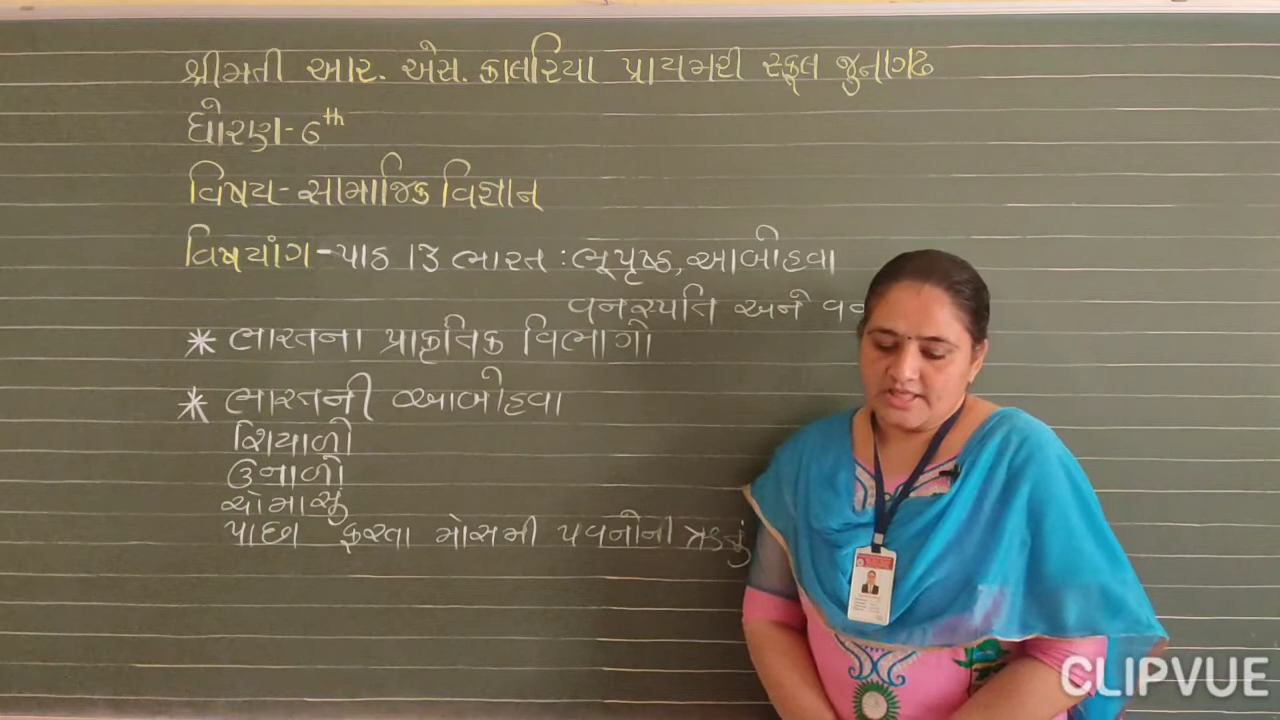 શ્રીમતી આર. એસ. કાલરિયા પ્રાયમરી સ્કૂલ જુનાગઢ
ધોરણ- 6th
વિષય- સામાજિક વિજ્ઞાન
વિષયાંગ- પાઠ 13 ભારત : ભૂપૃષ્ઠ, આબોહવા
વનસ્પતિ અને
* ભારતના પ્રાકૃતિક વિભાગો
* ભારતની આબોહવા
શિયાળો
ઉનાળો
ચોમાસું
પાછા ફરતા મોસમી પવનોની
CLIPVUE